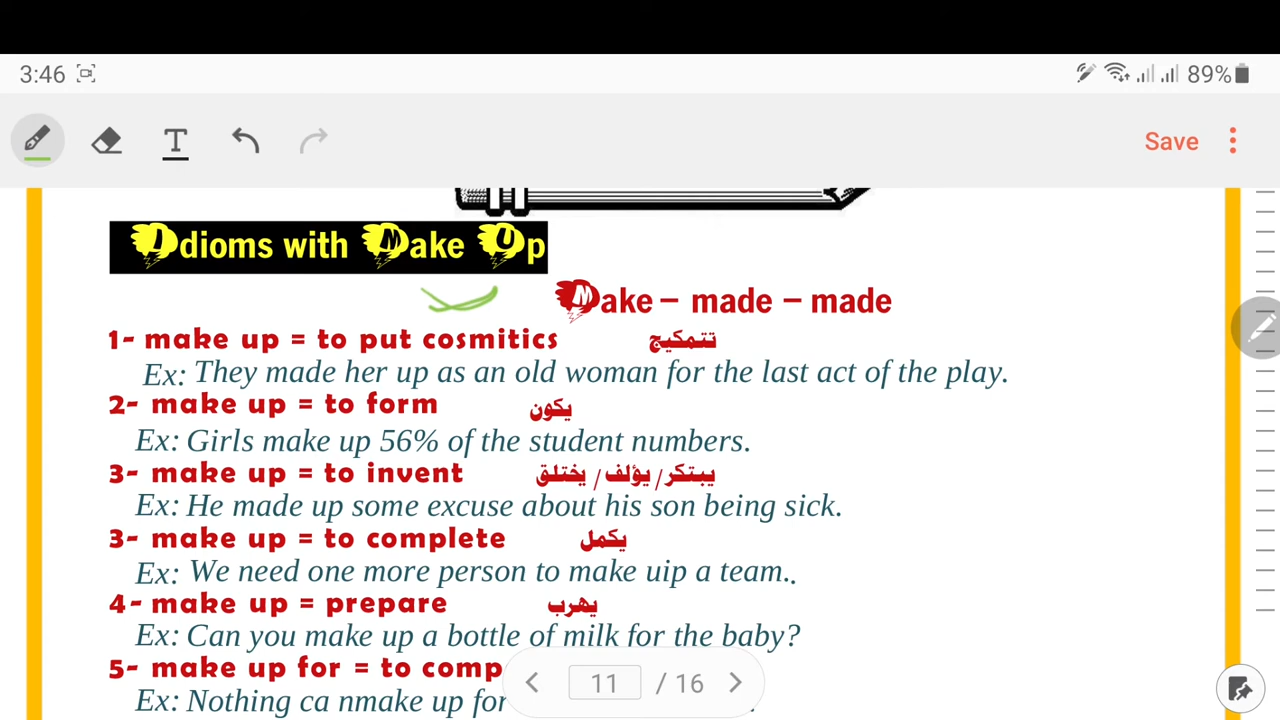 3:46 89%
T Save
Idioms with Make Up
Make – made – made
1- make up = to put cosmitics تتمكيج
Ex: They made her up as an old woman for the last act of the play.
2- make up = to form يكون
Ex: Girls make up 56% of the student numbers.
3- make up = to invent يبتكر/ يؤلف/ يختلق
Ex: He made up some excuse about his son being sick.
3- make up = to complete يكمل
Ex: We need one more person to make uip a team..
4- make up = prepare يهرب
Ex: Can you make up a bottle of milk for the baby?
5- make up for = to comp
Ex: Nothing ca nmake up for
11 / 16